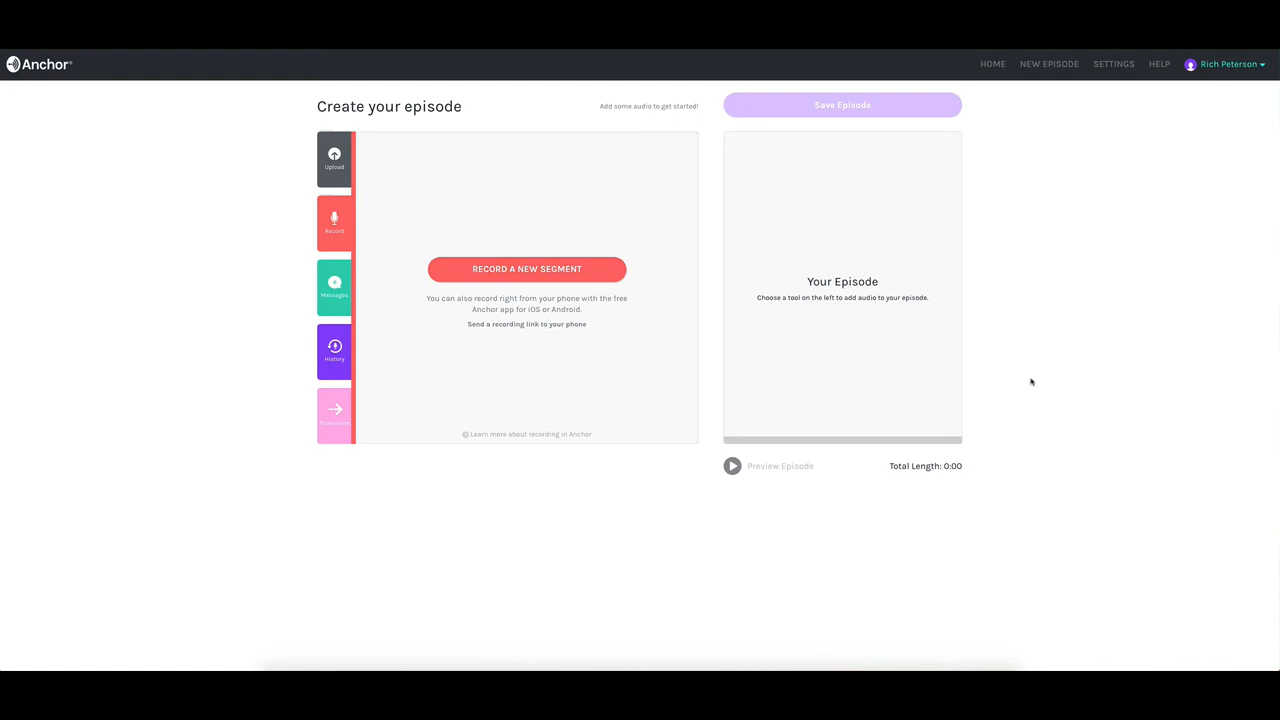 Anchor®
HOME
NEW EPISODE
SETTINGS
HELP
Rich Peterson
Create your episode
Add some audio to get started!
Save Episode
Upload
Record
Messages
History
Transitions
RECORD A NEW SEGMENT
You can also record right from your phone with the free
Anchor app for iOS or Android.
Send a recording link to your phone
Learn more about recording in Anchor
Your Episode
Choose a tool on the left to add audio to your episode.
Preview Episode
Total Length: 0:00